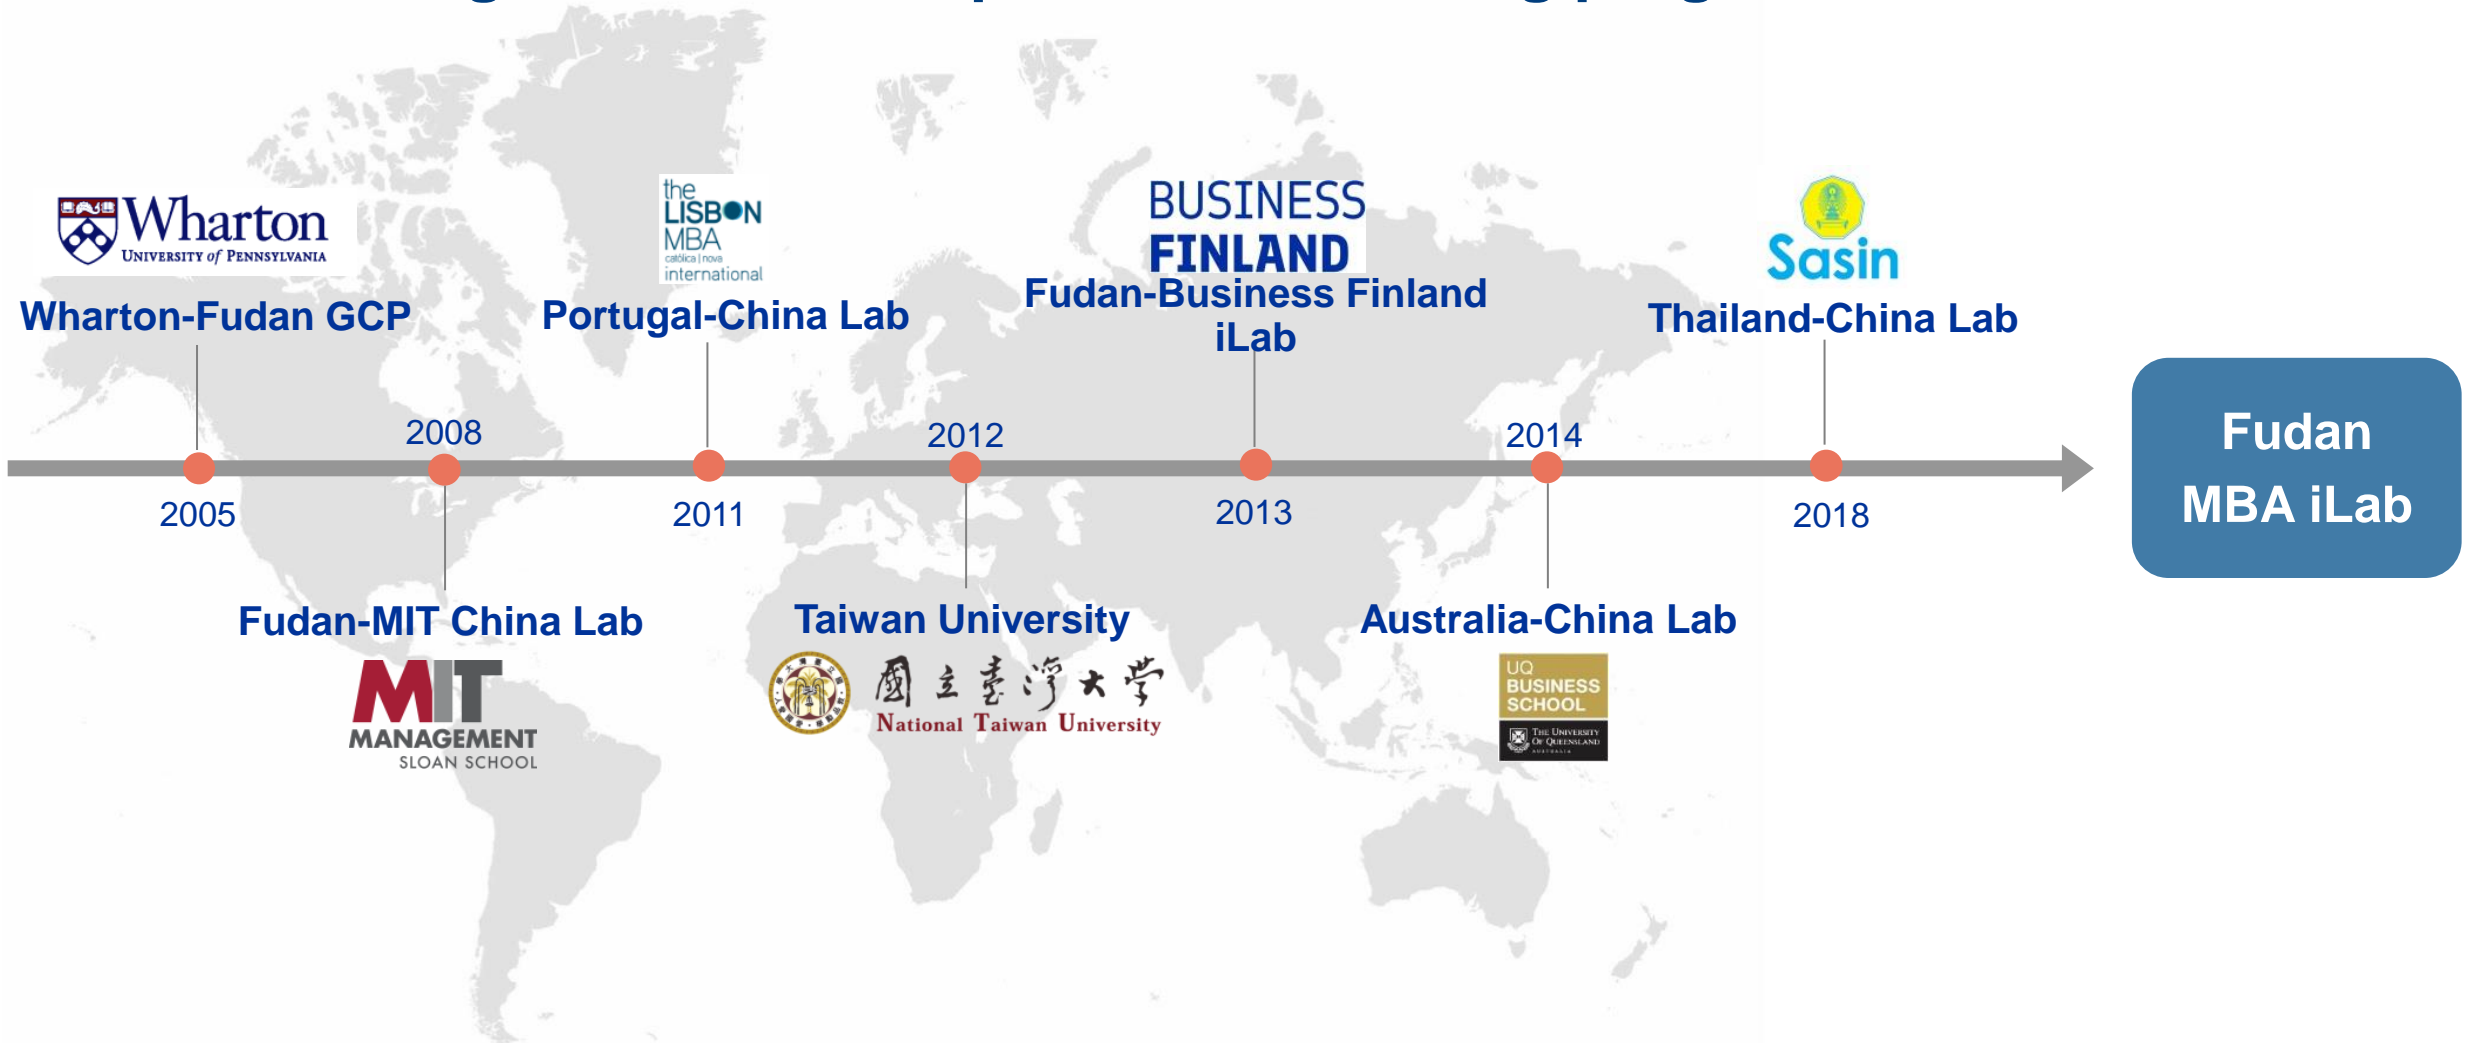 Wharton
UNIVERSITY of PENNSYLVANIA
Wharton-Fudan GCP
2005
2008
Fudan-MIT China Lab
MIT
MANAGEMENT
SLOAN SCHOOL
the
LISBON
MBA
católica | nova
international
Portugal-China Lab
2011
2012
Taiwan University
國立臺灣大學
National Taiwan University
BUSINESS
FINLAND
Fudan-Business Finland
iLab
2013
2014
Australia-China Lab
UQ
BUSINESS
SCHOOL
THE UNIVERSITY
OF QUEENSLAND
AUSTRALIA
Sasin
Thailand-China Lab
2018
Fudan
MBA iLab